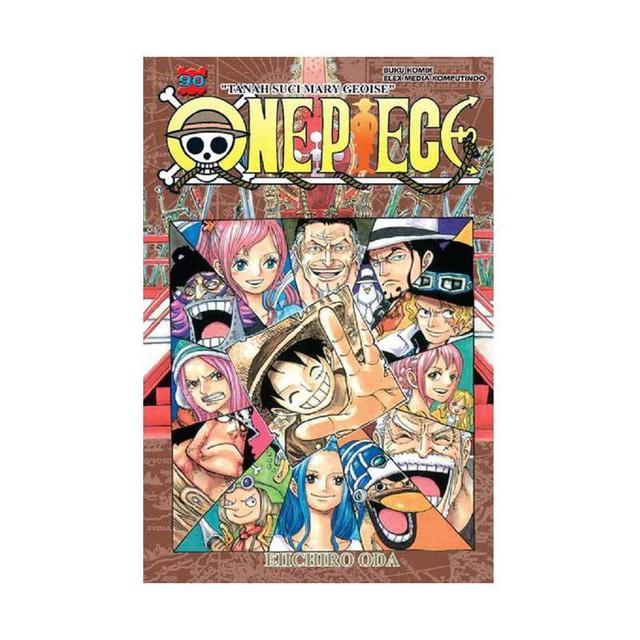 90
BUKU KOMIK
ELEX MEDIA KOMPUTINDO
"TANAH SUCI MARY GEOISE"
ONE PIECE
EIICHIRO ODA